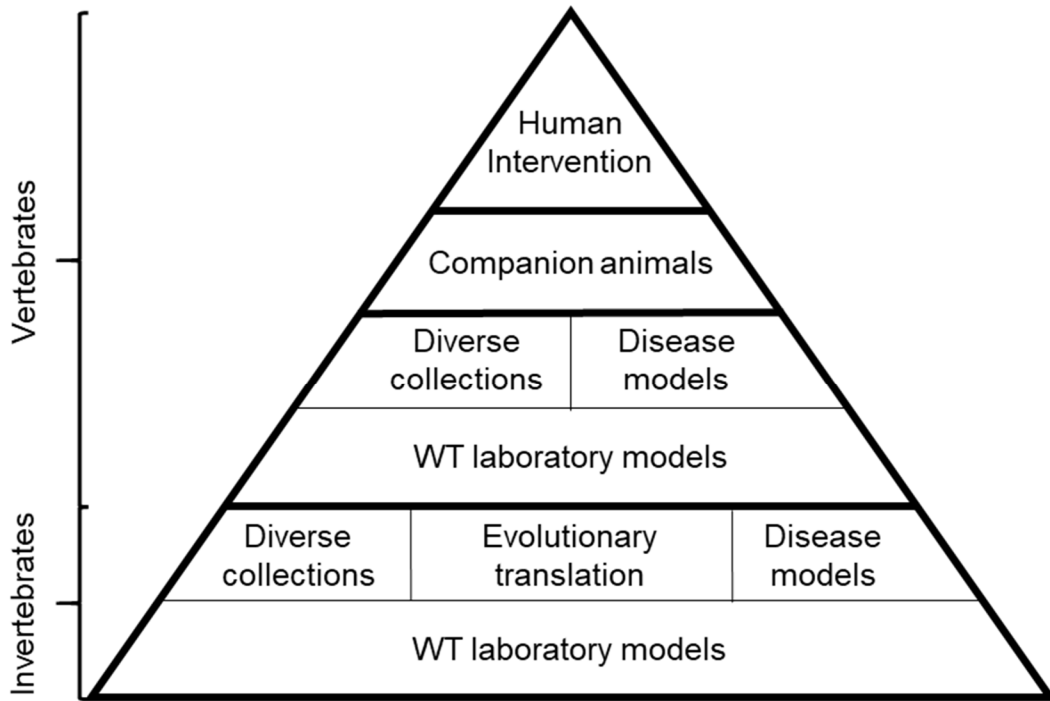 Human
Intervention
Companion animals
Diverse
collections
Disease
models
WT laboratory models
Diverse
collections
Evolutionary
translation
Disease
models
WT laboratory models
Vertebrates
Invertebrates